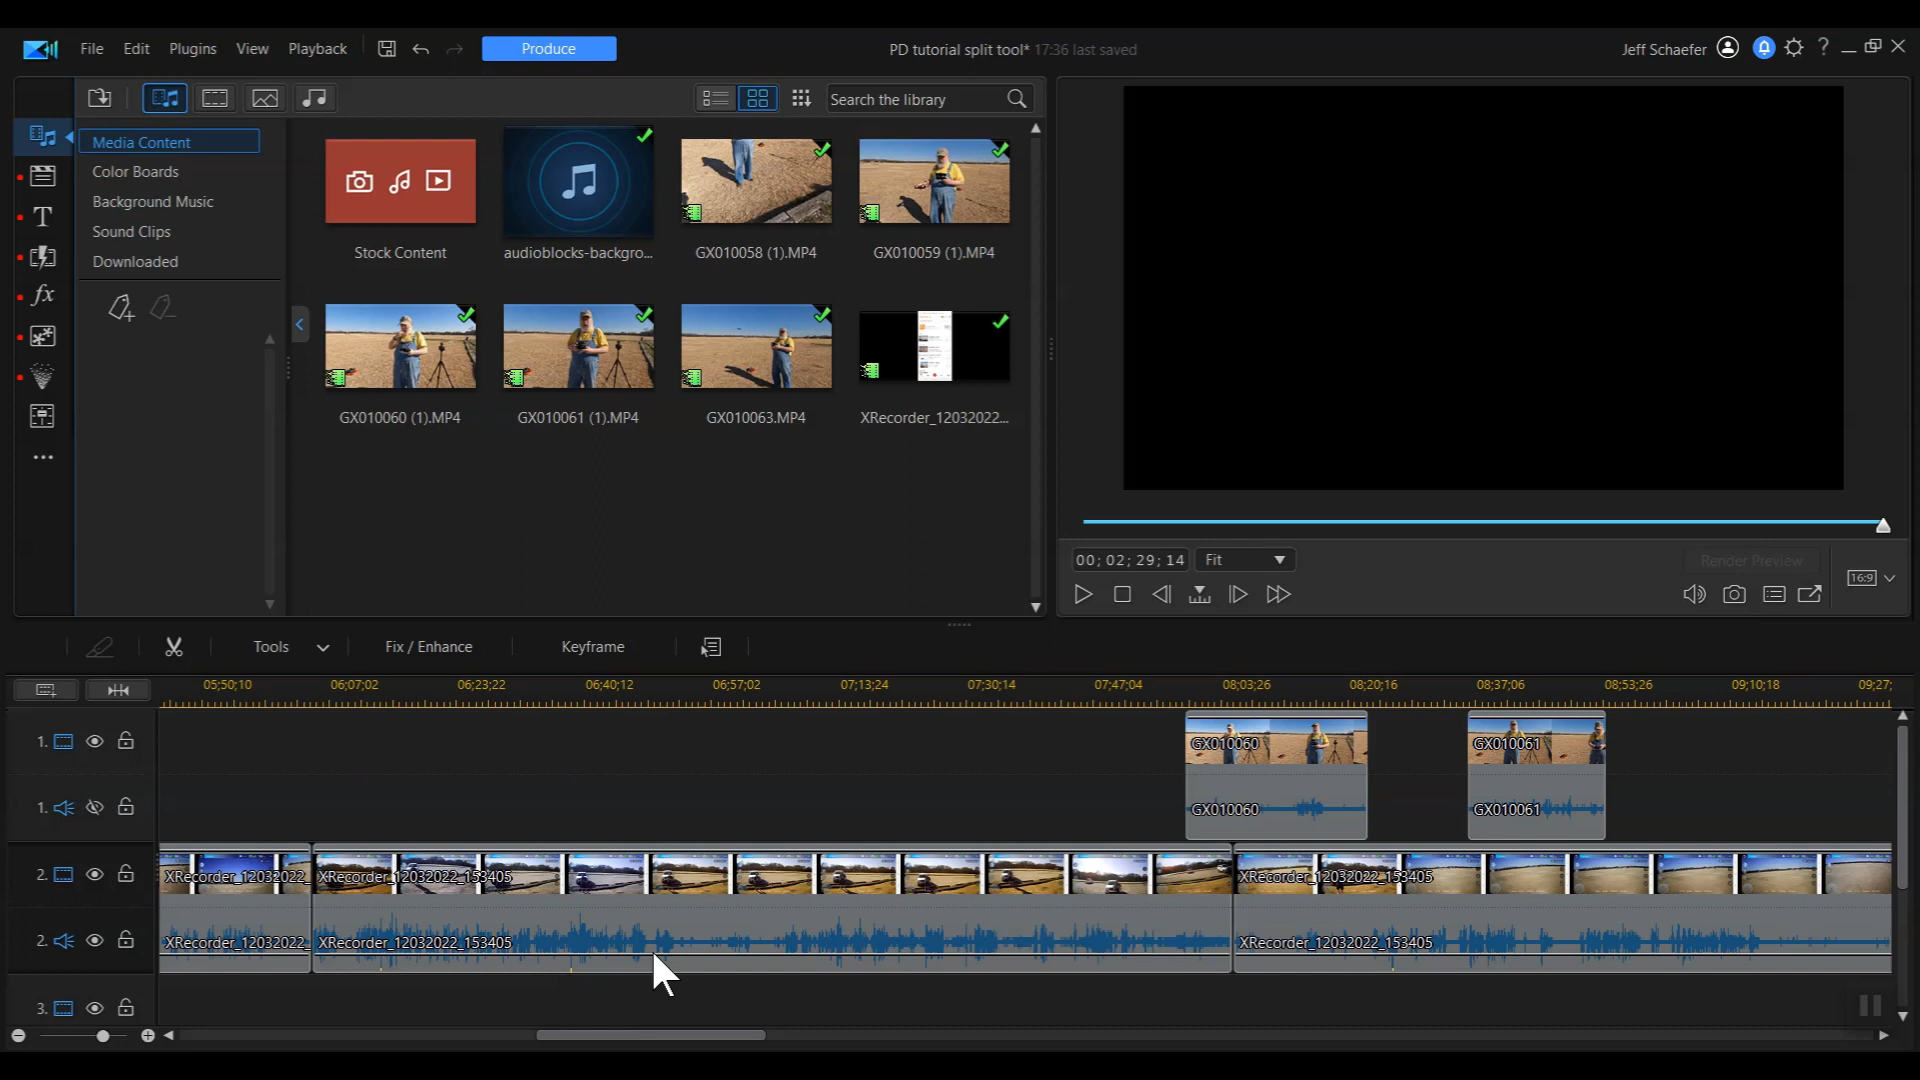 File Edit Plugins View Playback Produce PD tutorial split tool* 17:36 last saved Jeff Schaefer ?
Search the library
Media Content
Color Boards
Background Music
Sound Clips
Downloaded
T
fx
Stock Content audioblocks-backgro... GX010058 (1).MP4 GX010059 (1).MP4
GX010060 (1).MP4 GX010061 (1).MP4 GX010063.MP4 XRecorder_12032022...
00; 02; 29; 14 Fit Render Preview
16:9
Tools Fix / Enhance Keyframe
05;50;10 06;07;02 06;23;22 06;40;12 06;57;02 07;13;24 07;30;14 07;47;04 08;03;26 08;20;16 08;37;06 08;53;26 09;10;18 09;27;
1. GX010060 GX010061
1. GX010060 GX010061
2. XRecorder_12032022_ XRecorder_12032022_153405 XRecorder_12032022_153405
2. XRecorder_12032022_ XRecorder_12032022_153405 XRecorder_12032022_153405
3.